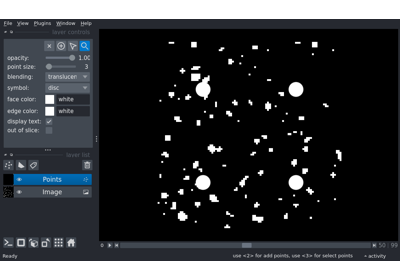 File View Plugins Window Help
layer controls
opacity: 1.00
point size: 3
blending: translucen
symbol: disc
face color: white
edge color: white
display text:
out of slice:
layer list
Points
Image
0 50 99
Ready use <2> for add points, use <3> for select points activity